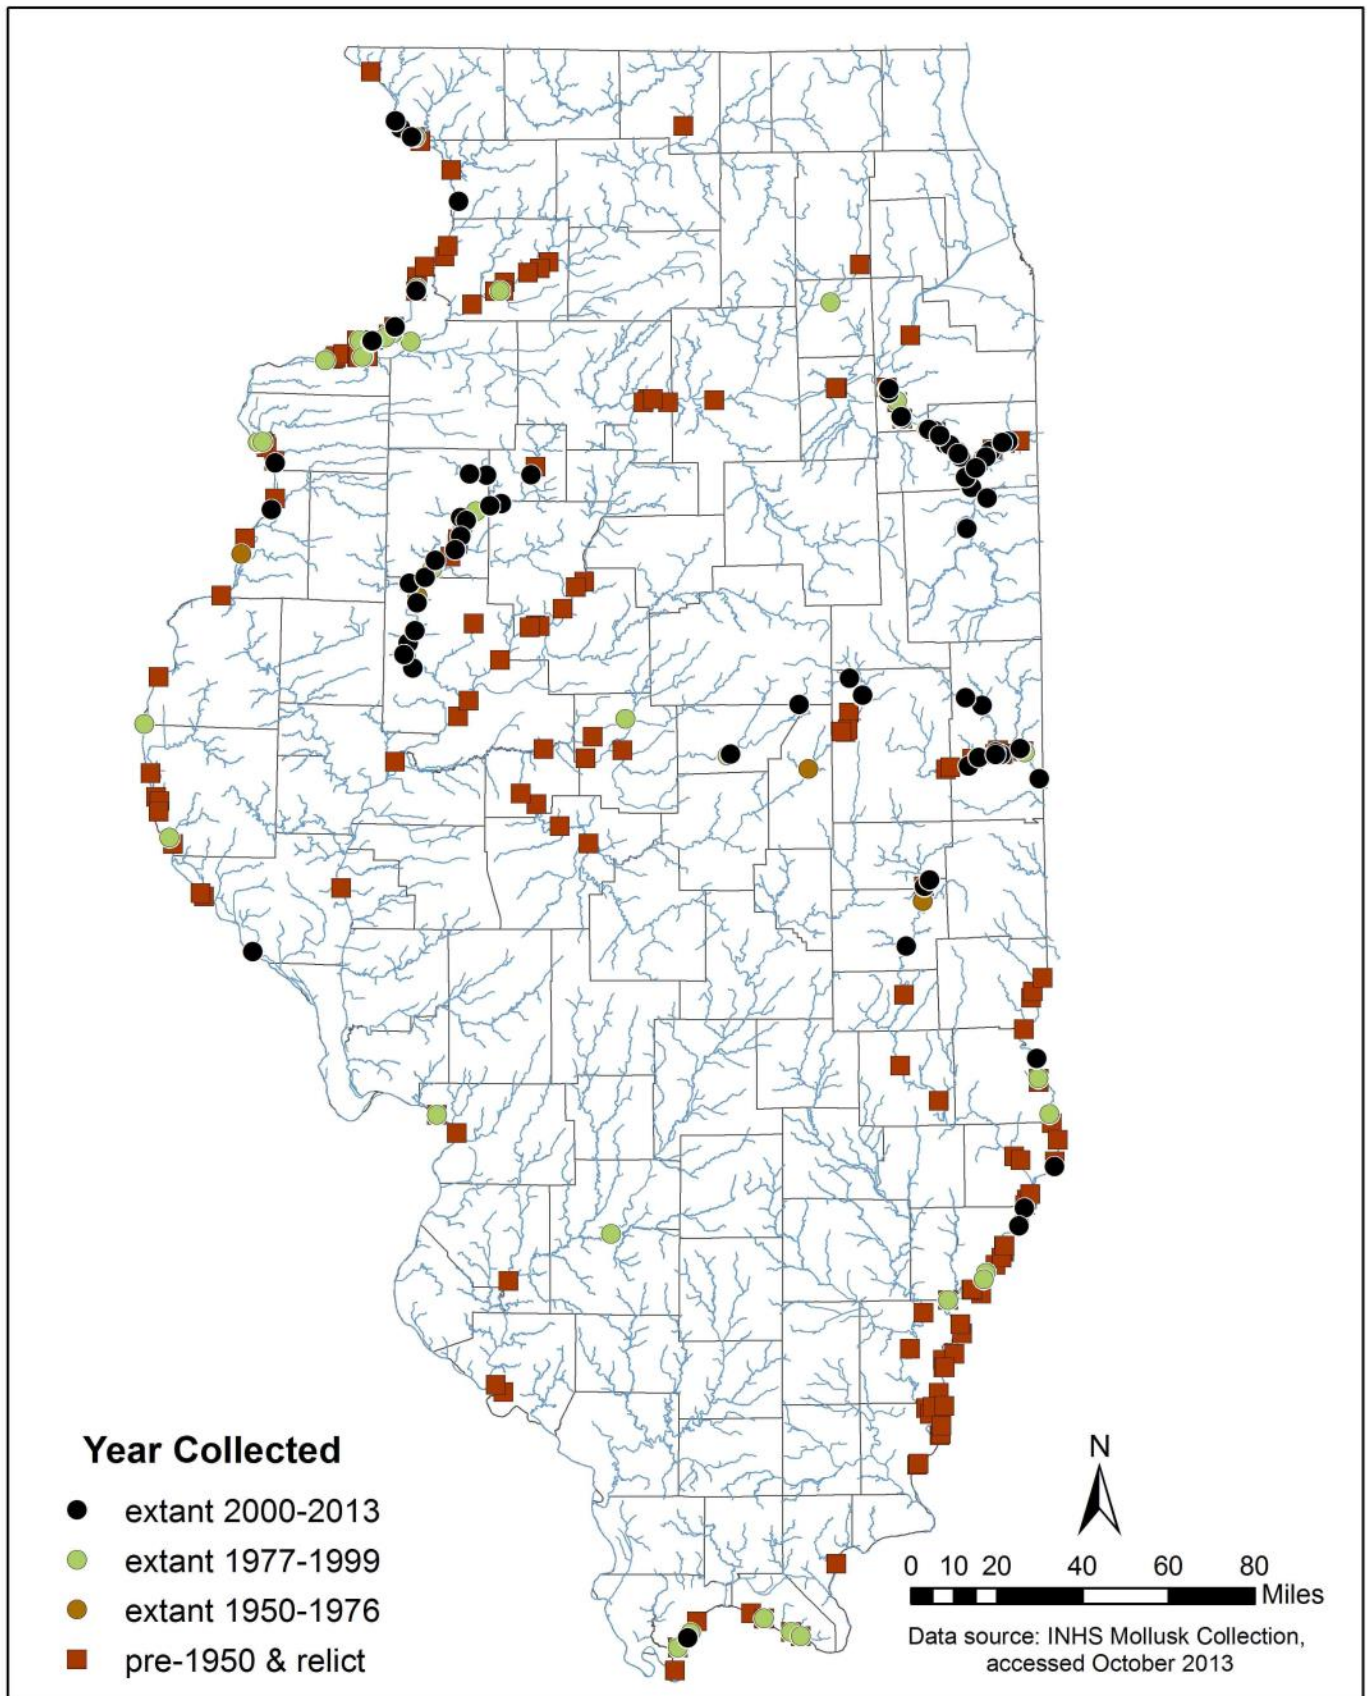 Year Collected
extant 2000-2013
extant 1977-1999
extant 1950-1976
pre-1950 & relict
N
0 10 20 40 60 80
Miles
Data source: INHS Mollusk Collection,
accessed October 2013